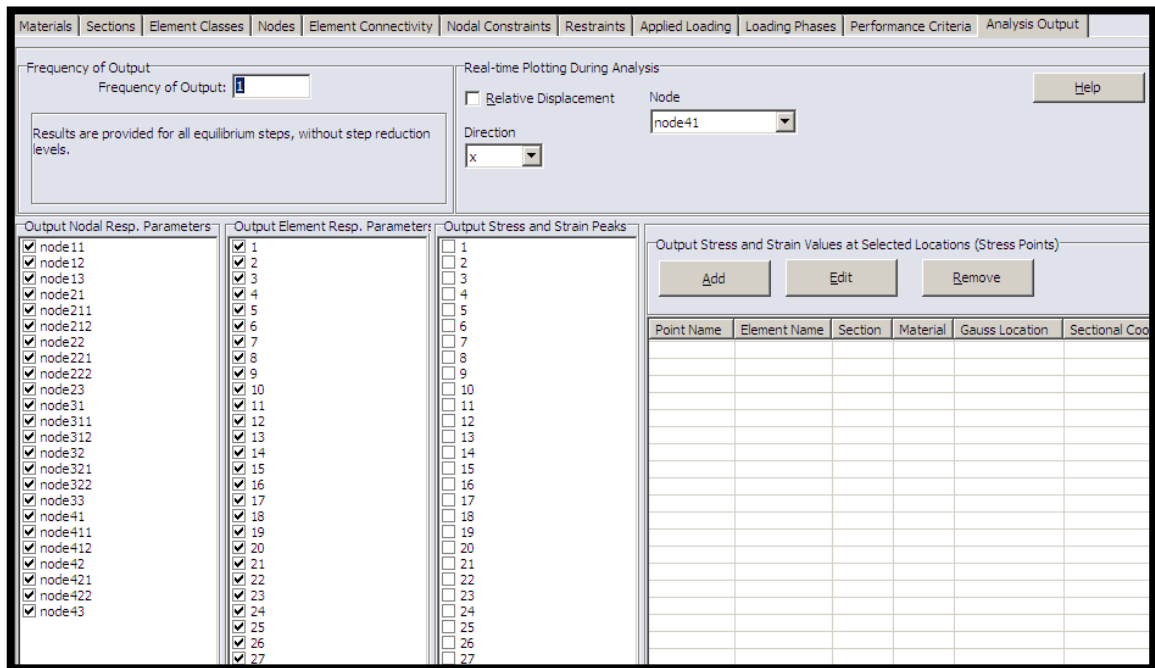 Materials Sections Element Classes Nodes Element Connectivity Nodal Constraints Restraints Applied Loading Loading Phases Performance Criteria Analysis Output
Frequency of Output
Frequency of Output: 1
Results are provided for all equilibrium steps, without step reduction
levels.
Real-time Plotting During Analysis
Relative Displacement
Node
node41
Direction
x
Help
Output Nodal Resp. Parameters
node11
node12
node13
node21
node211
node212
node22
node221
node222
node23
node31
node311
node312
node32
node321
node322
node33
node41
node411
node412
node42
node421
node422
node43
Output Element Resp. Parameters
1
2
3
4
5
6
7
8
9
10
11
12
13
14
15
16
17
18
19
20
21
22
23
24
25
26
27
Output Stress and Strain Peaks
1
2
3
4
5
6
7
8
9
10
11
12
13
14
15
16
17
18
19
20
21
22
23
24
25
26
27
Output Stress and Strain Values at Selected Locations (Stress Points)
Add Edit Remove
Point Name Element Name Section Material Gauss Location Sectional Coo